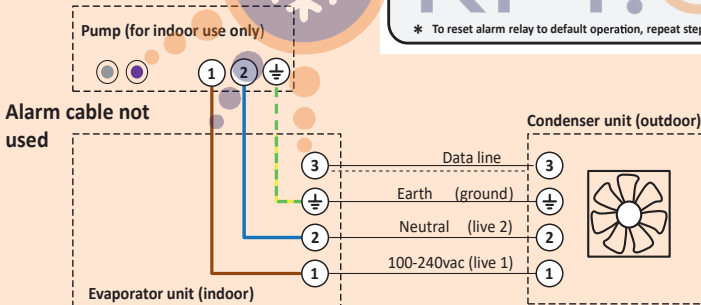 Pump (for indoor use only)
* To reset alarm relay to default operation, repeat step
1 2
Alarm cable not
used
Condenser unit (outdoor)
3 Data line 3
Earth (ground)
2 Neutral (live 2) 2
1 100-240vac (live 1) 1
Evaporator unit (indoor)